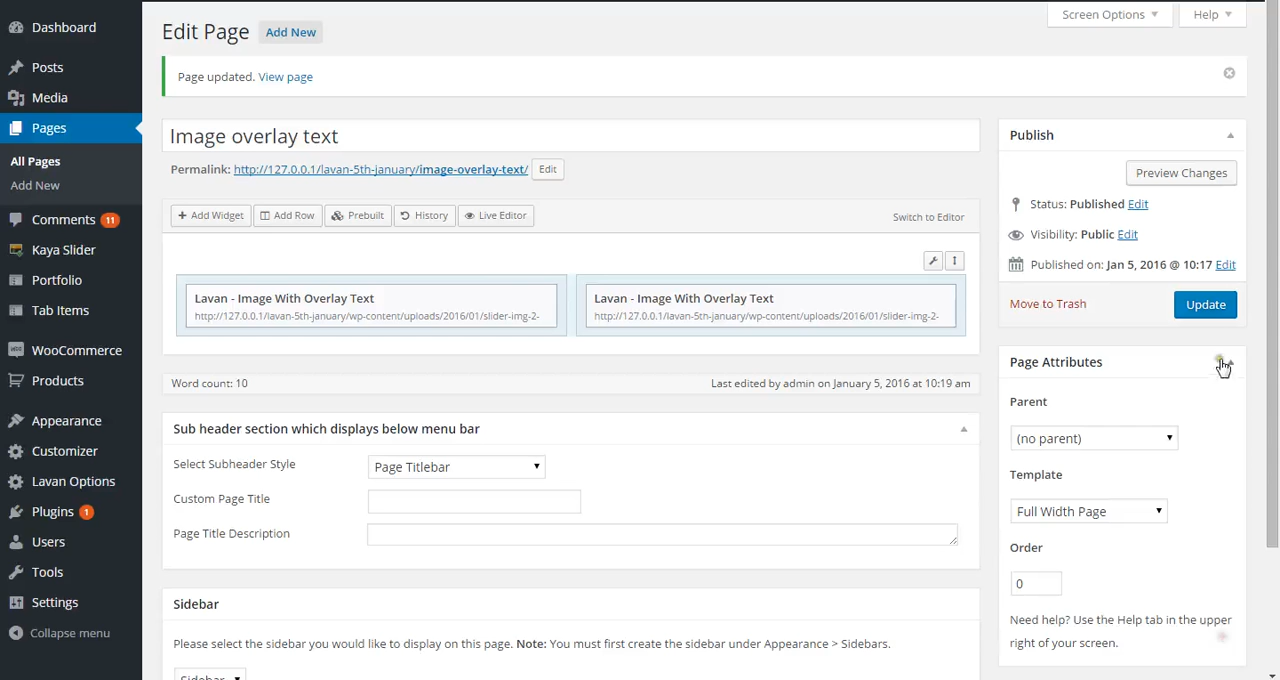 Screen Options
Help
Dashboard
Posts
Media
Pages
All Pages
Add New
Comments 11
Kaya Slider
Portfolio
Tab Items
WooCommerce
Products
Appearance
Customizer
Lavan Options
Plugins 1
Users
Tools
Settings
Collapse menu
Edit Page Add New
Page updated. View page
Image overlay text
Permalink: http://127.0.0.1/lavan-5th-january/image-overlay-text/ Edit
Add Widget Add Row Prebuilt History Live Editor Switch to Editor
Lavan - Image With Overlay Text
http://127.0.0.1/lavan-5th-january/wp-content/uploads/2016/01/slider-img-2-
Lavan - Image With Overlay Text
http://127.0.0.1/lavan-5th-january/wp-content/uploads/2016/01/slider-img-2-
Word count: 10 Last edited by admin on January 5, 2016 at 10:19 am
Sub header section which displays below menu bar
Select Subheader Style Page Titlebar
Custom Page Title
Page Title Description
Sidebar
Please select the sidebar you would like to display on this page. Note: You must first create the sidebar under Appearance > Sidebars.
Sidebar
Publish
Preview Changes
Status: Published Edit
Visibility: Public Edit
Published on: Jan 5, 2016 @ 10:17 Edit
Move to Trash Update
Page Attributes
Parent
(no parent)
Template
Full Width Page
Order
0
Need help? Use the Help tab in the upper
right of your screen.